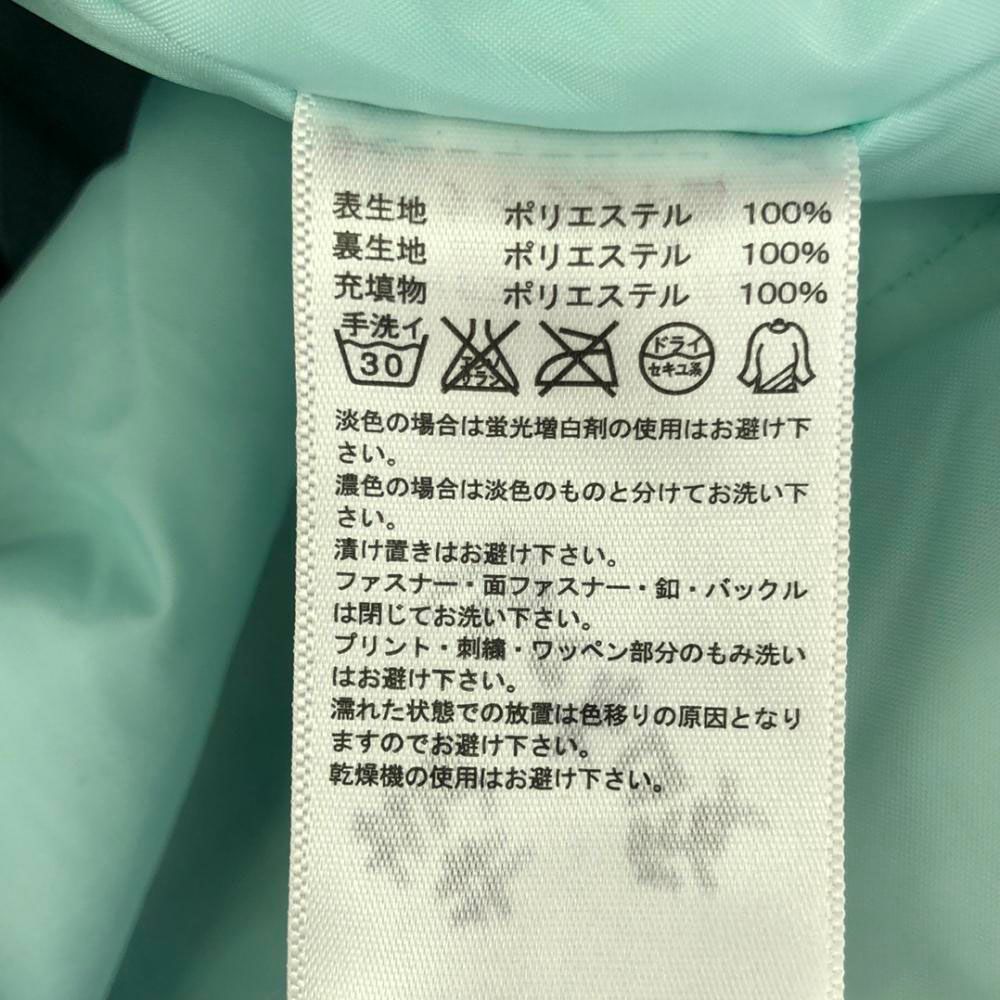 表生地 ポリエステル 100%
裏生地 ポリエステル 100%
充填物 ポリエステル 100%
手洗イ
30
エンソ
サラシ
ドライ
セキユ系
淡色の場合は蛍光増白剤の使用はお避け下
さい。
濃色の場合は淡色のものと分けてお洗い下
さい。
漬け置きはお避け下さい。
ファスナー・面ファスナー・釦・バックル
は閉じてお洗い下さい。
プリント・刺繍・ワッペン部分のもみ洗い
はお避け下さい。
濡れた状態での放置は色移りの原因となり
ますのでお避け下さい。
乾燥機の使用はお避け下さい。